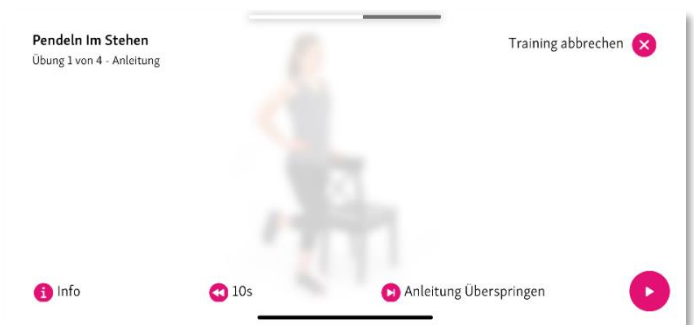 Pendeln Im Stehen
Training abbrechen
Übung 1 von 4 - Anleitung
Info
10s
Anleitung Überspringen